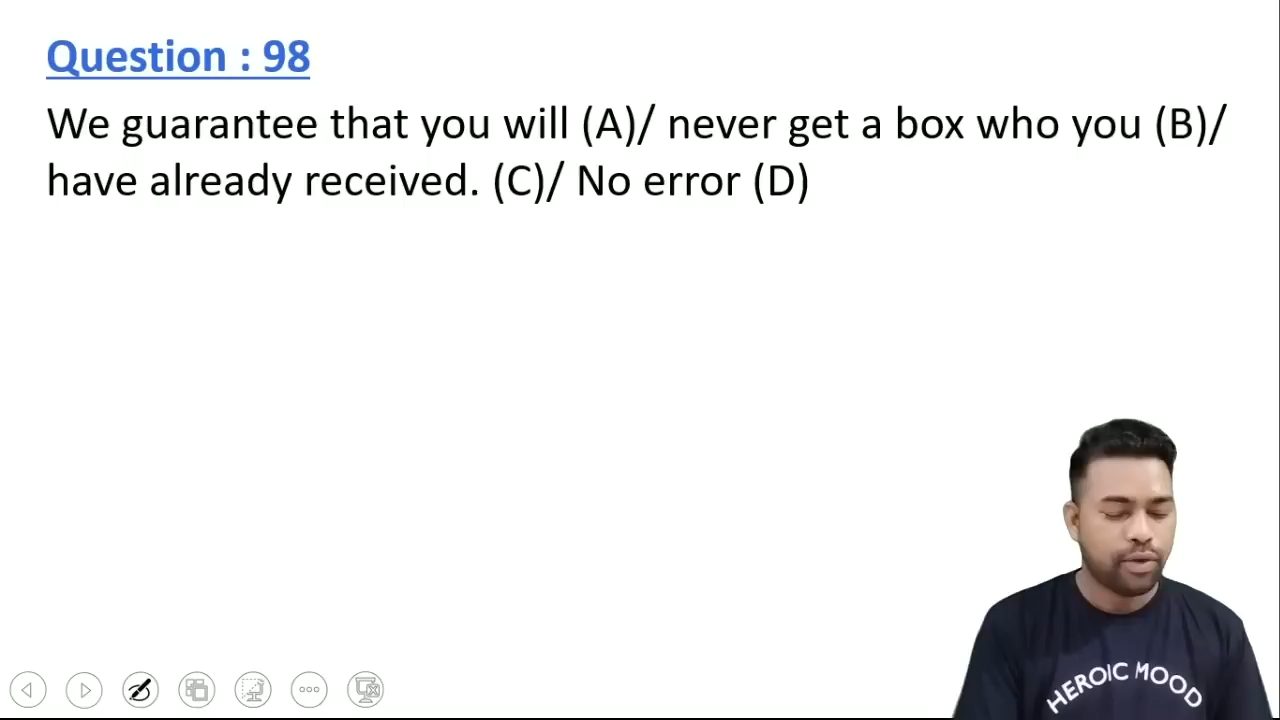 Question : 98
We guarantee that you will (A)/ never get a box who you (B)/
have already received. (C)/ No error (D)
HEROIC MOOD